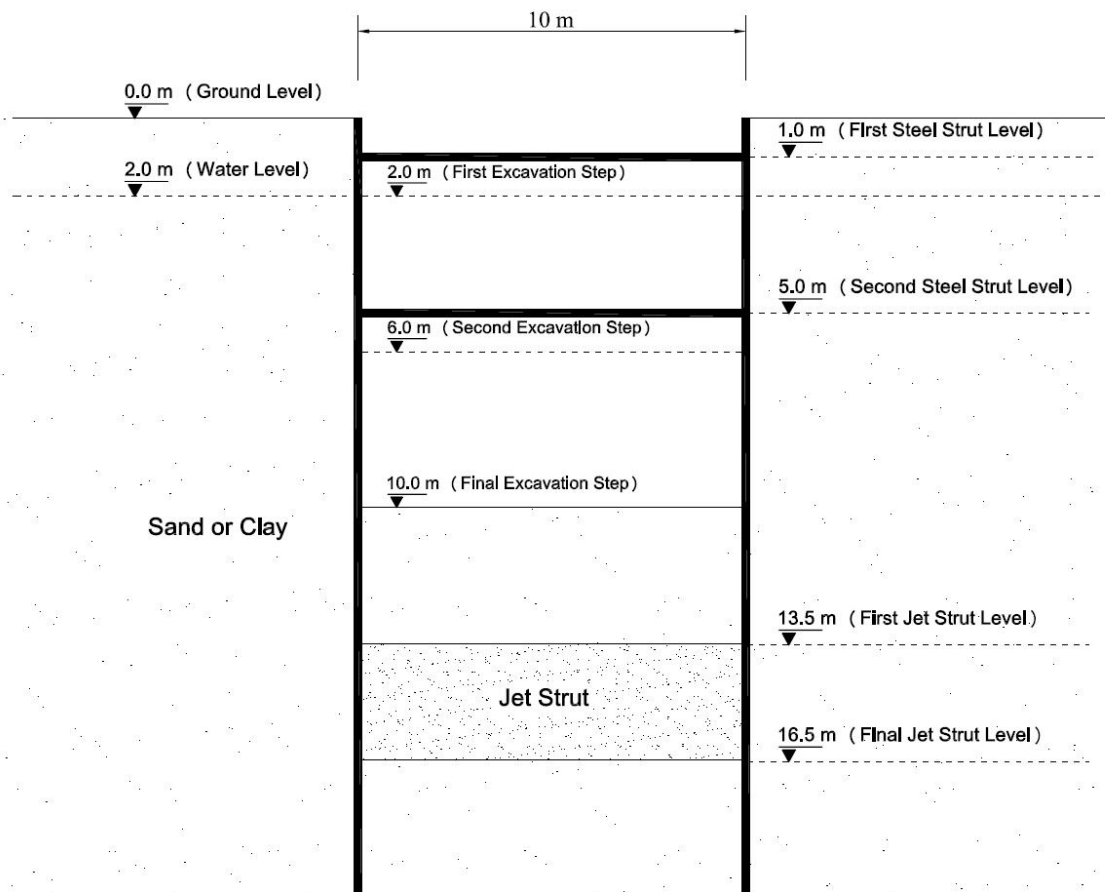 10 m
0.0 m (Ground Level)
1.0 m (First Steel Strut Level)
2.0 m (Water Level)
2.0 m (First Excavation Step)
5.0 m (Second Steel Strut Level)
6.0 m (Second Excavation Step)
10.0 m (Final Excavation Step)
Sand or Clay
13.5 m (First Jet Strut Level)
Jet Strut
16.5 m (Final Jet Strut Level)